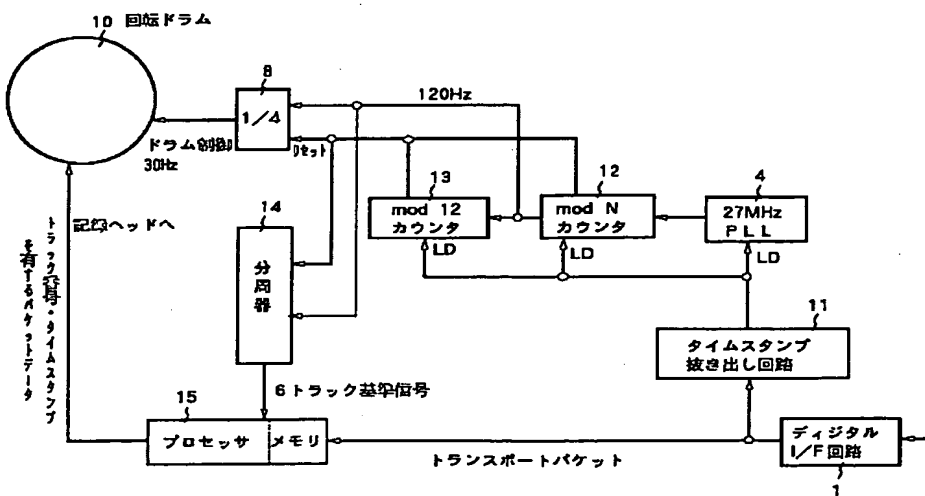 10 回転ドラム
8
1/4
120Hz
ドラム制御
30Hz
リセット
13
mod 12
カウンタ
LD
12
mod N
カウンタ
LD
4
27MHz
PLL
LD
14
分周器
記録ヘッドへ
トラック番号・タイムスタンプ
を有するパケットデータ
11
タイムスタンプ
抜き出し回路
6トラック基準信号
15
プロセッサ
メモリ
トランスポートパケット
ディジタル
I/F回路
1